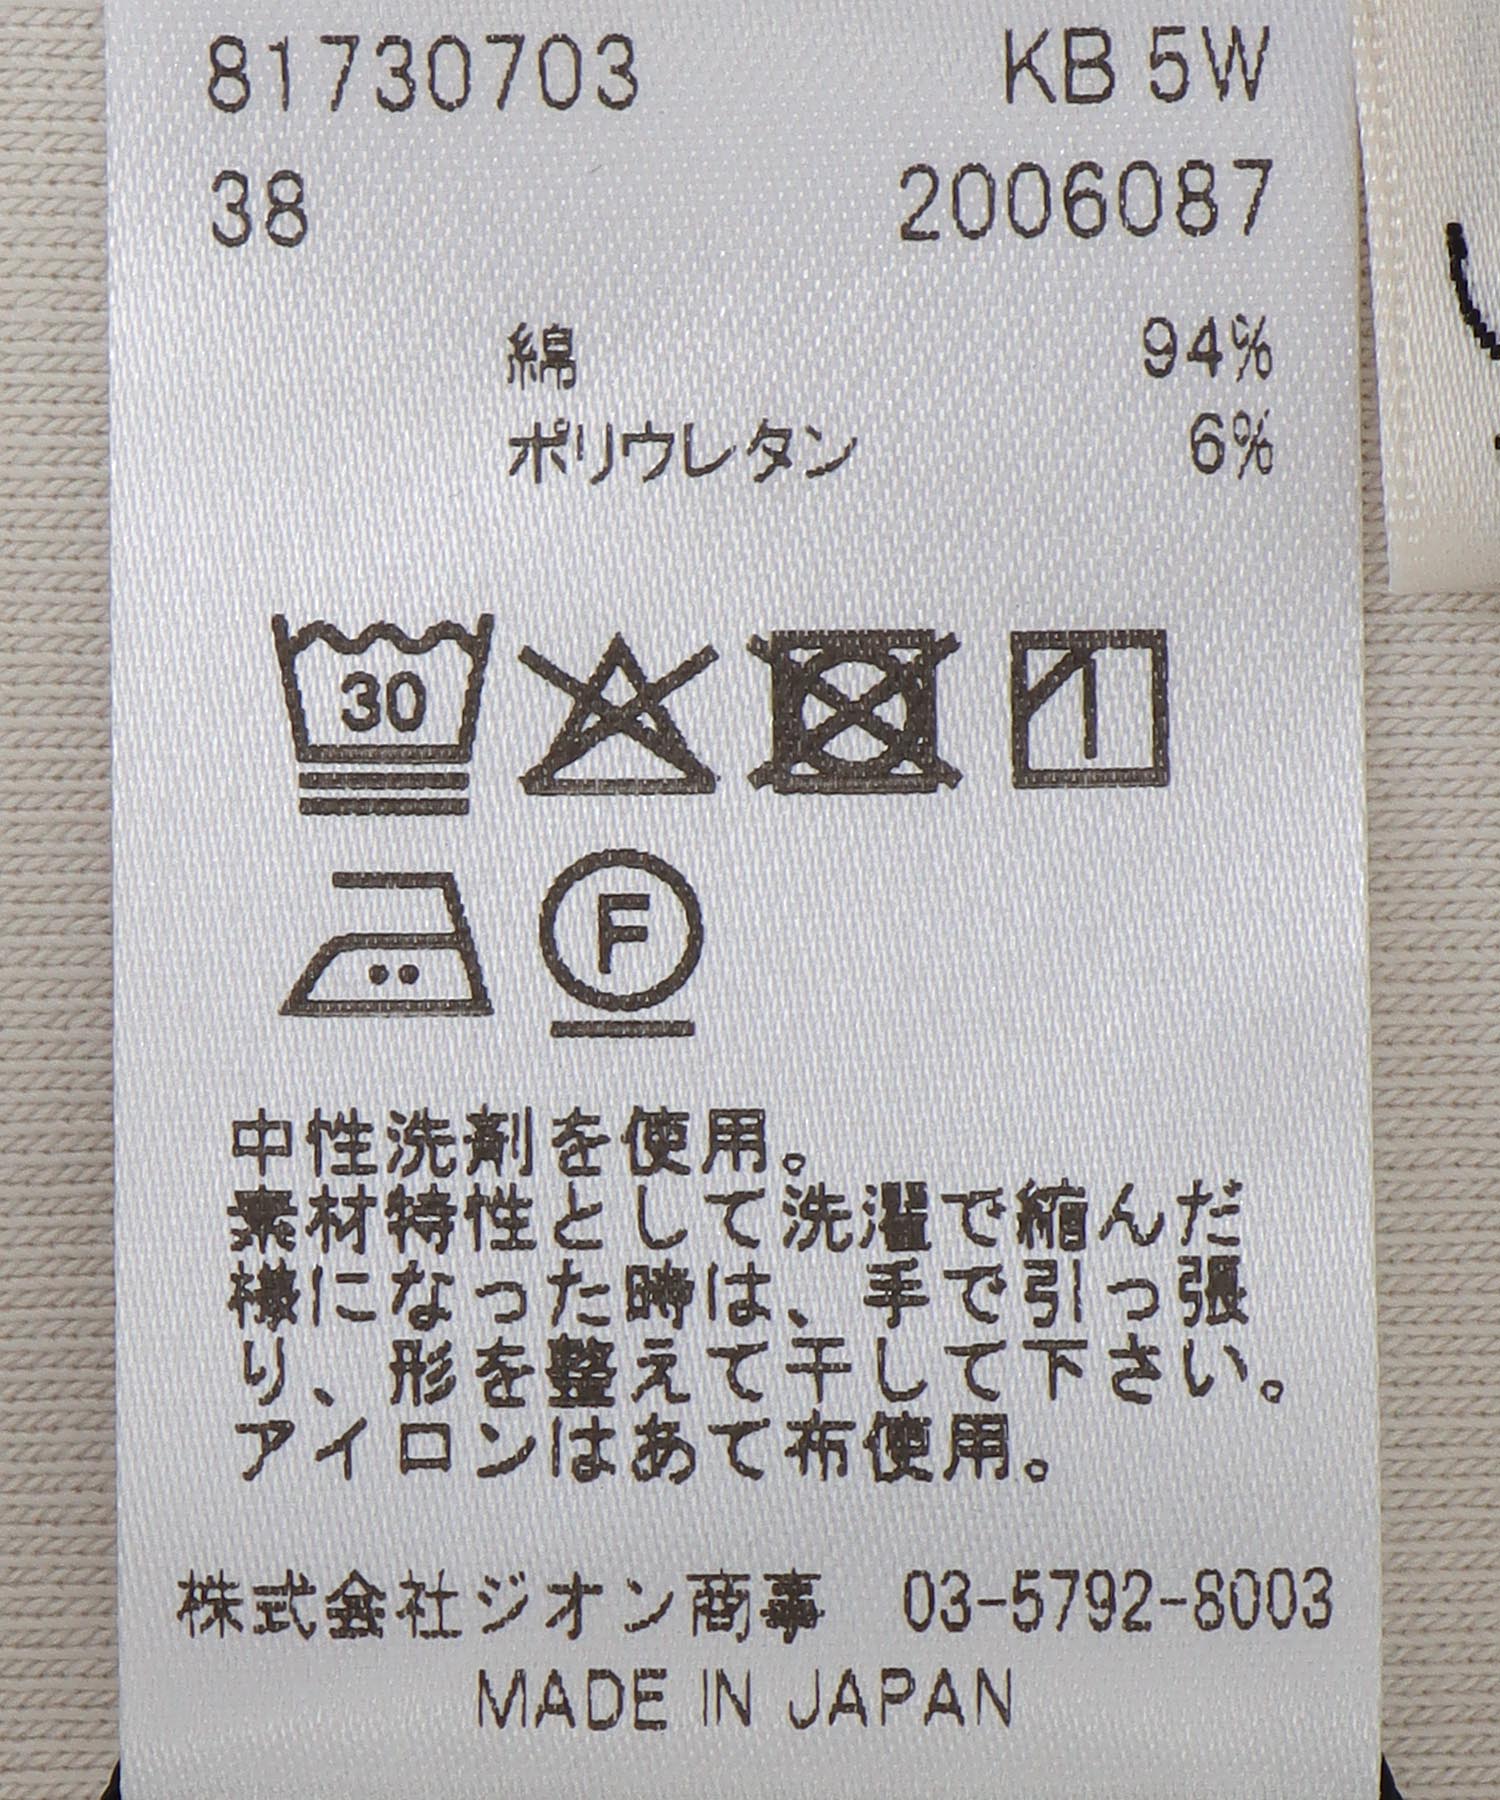 81730703 KB 5W
38 2006087
綿 94%
ポリウレタン 6%
30
F
中性洗剤を使用。
素材特性として洗濯で縮んだ
様になった時は、手で引っ張
り、形を整えて干して下さい。
アイロンはあて布使用。
株式会社ジオン商事 03-5792-8003
MADE IN JAPAN